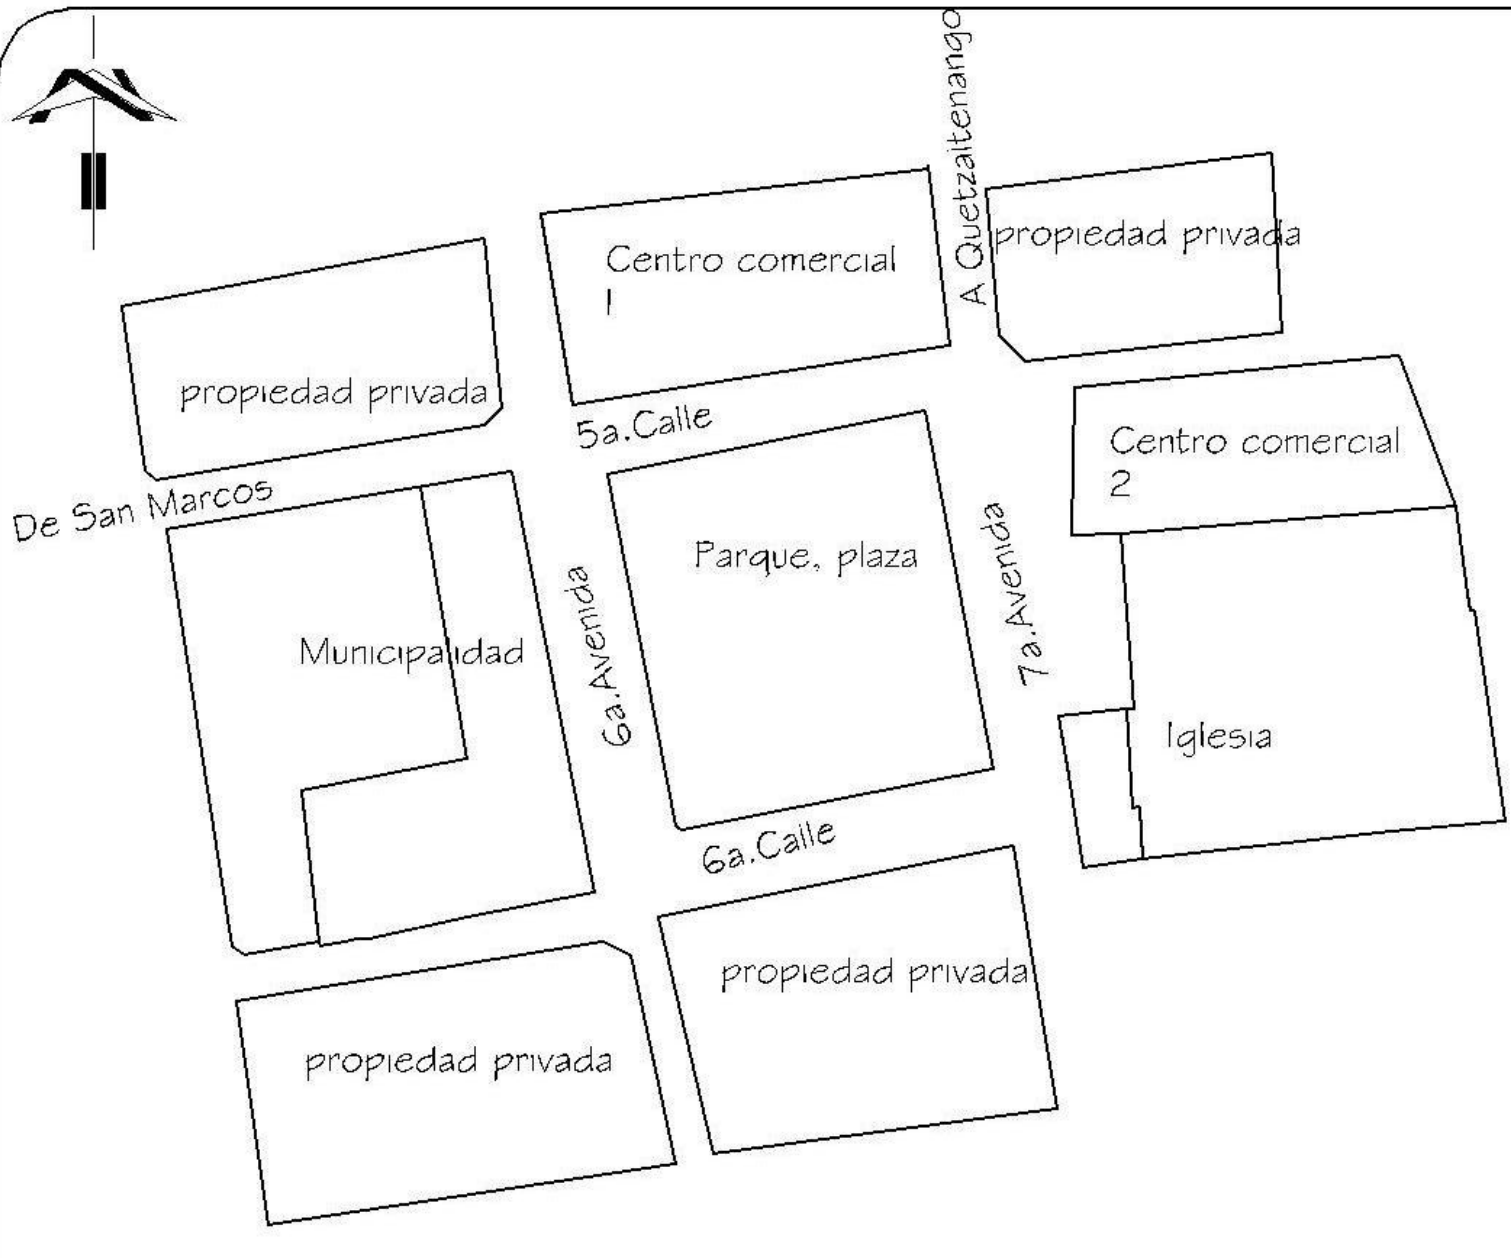 A Quetzaltenango
propiedad privada
Centro comercial
1
propiedad privada
5a.Calle
Centro comercial
2
De San Marcos
Parque, plaza
7a.Avenida
6a.Avenida
Municipalidad
Iglesia
6a.Calle
propiedad privada
propiedad privada